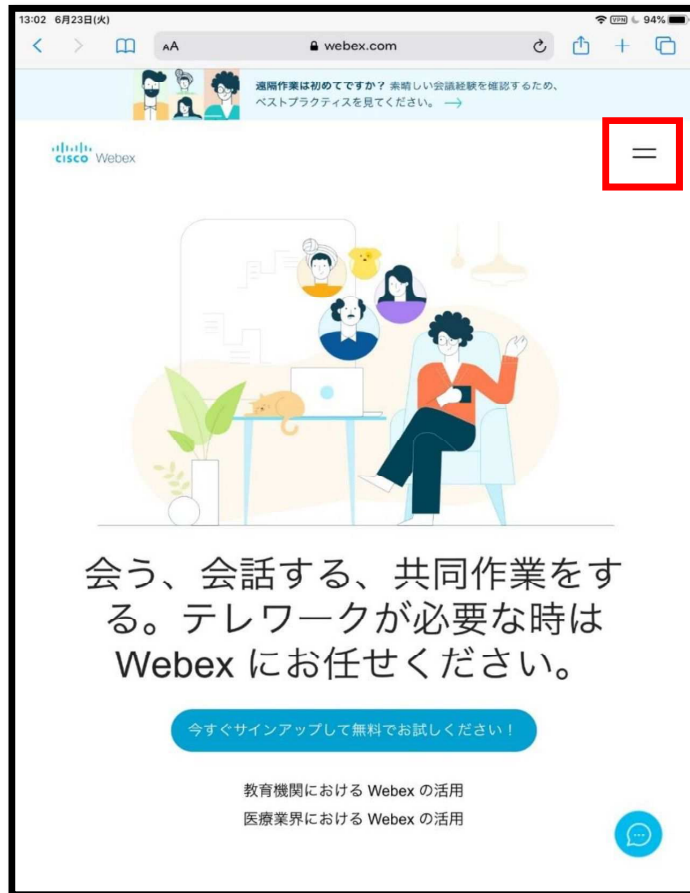 13:02 6月23日(火) VPN 94%
AA webex.com
遠隔作業は初めてですか？ 素晴しい会議経験を確認するため、
ベストプラクティスを見てください。 →
CISCO Webex
会う、会話する、共同作業をす
る。テレワークが必要な時は
Webex にお任せください。
今すぐサインアップして無料でお試しください！
教育機関における Webex の活用
医療業界における Webex の活用